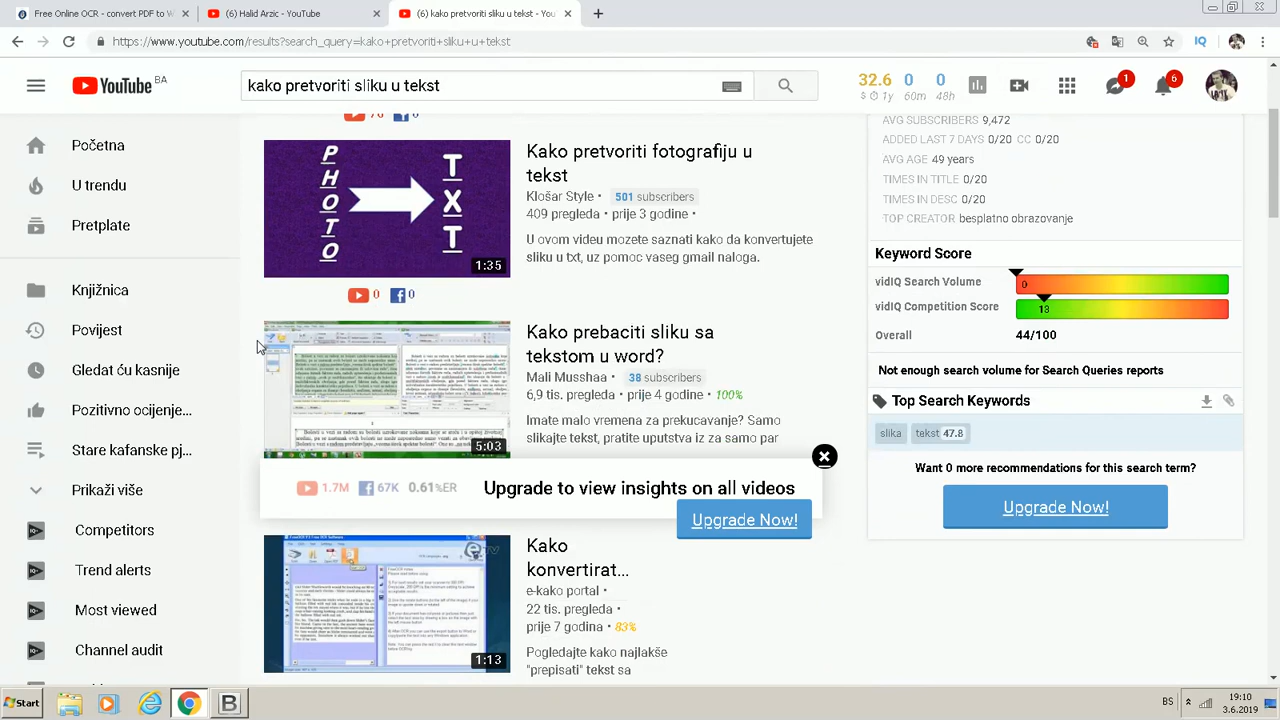 Free Online OCR - convert PDF to W
(6) Halid Arzic - YouTube
(6) kako pretvoriti sliku u tekst - You
https://www.youtube.com/results?search_query=kako+pretvoriti+sliku+u+tekst
IQ
YouTube BA
kako pretvoriti sliku u tekst
32.6 0 0
$ 1y 60m 48h
1
6
Početna
U trendu
Pretplate
Knjižnica
Povijest
Pozitivno ocijenje...
Prikaži više
Competitors
Trend alerts
Most Viewed
Channels
70
0
PHOTO
TXT
1:35
Kako pretvoriti fotografiju u
tekst
Klošar Style • 501 subscribers
409 pregleda • prije 3 godine •
U ovom videu mozete saznati kako da konvertujete
sliku u txt, uz pomoc vaseg gmail naloga.
0 0
5:03
Kako prebaciti sliku sa
tekstom u word?
Mali Musshaa • 38 subscribers
6,9 tis. pregleda • prije 4 godine • 100%
Imate malo vremena za prekucavanje? Samo
slikajte tekst, pratite uputstva iz za samo par
1.7M 67K 0.61%ER
Upgrade to view insights on all videos
Upgrade Now!
1:13
Kako
konvertirat...
e-kako portal •
22 tis. pregleda •
prije 7 godina • 83%
Pogledajte kako najlakše
"prepisati" tekst sa
AVG SUBSCRIBERS 9,472
ADDED LAST 7 DAYS 0/20 CC 0/20
AVG AGE 49 years
TIMES IN TITLE 0/20
TIMES IN DESC 0/20
TOP CREATOR besplatno obrazovanje
Keyword Score
vidIQ Search Volume 0
vidIQ Competition Score 13
Overall 44/100
Not enough search volume for Search Queries reports
Top Search Keywords
tekst 47.8
Want 0 more recommendations for this search term?
Upgrade Now!
Start
BS
19:10
3.6.2019